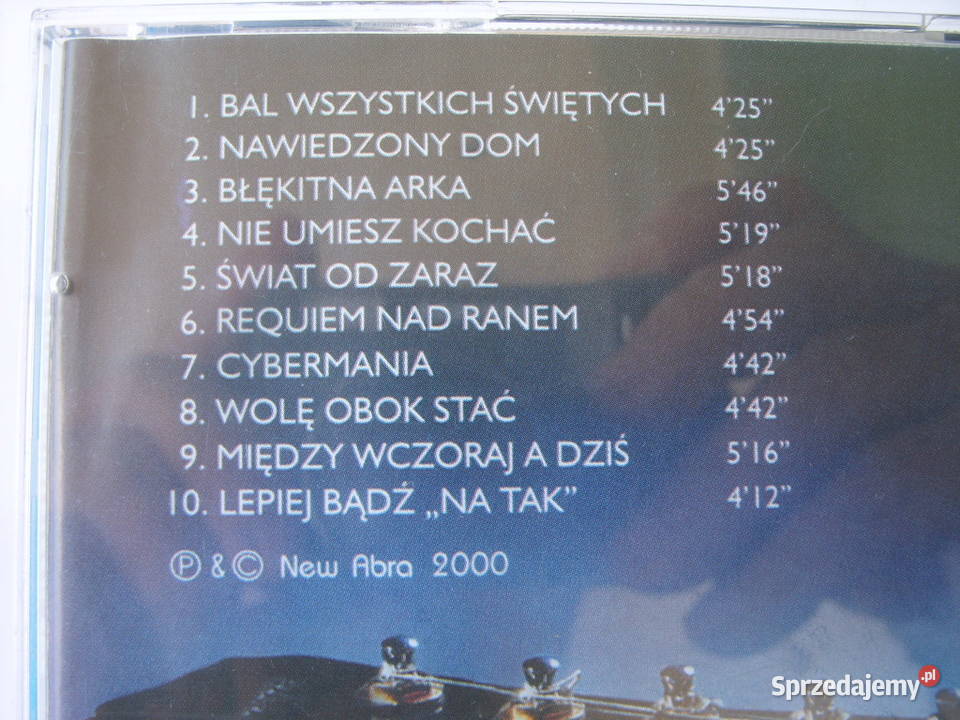 1. BAL WSZYSTKICH ŚWIĘTYCH 4'25”
2. NAWIEDZONY DOM 4'25”
3. BŁĘKITNA ARKA 5'46”
4. NIE UMIESZ KOCHAĆ 5'19”
5. ŚWIAT OD ZARAZ 5'18”
6. REQUIEM NAD RANEM 4'54”
7. CYBERMANIA 4'42”
8. WOLĘ OBOK STAĆ 4'42”
9. MIĘDZY WCZORAJ A DZIŚ 5'16”
10. LEPIEJ BĄDŹ „NA TAK” 4'12”
Ⓟ & © New Abra 2000
Sprzedajemy.pl